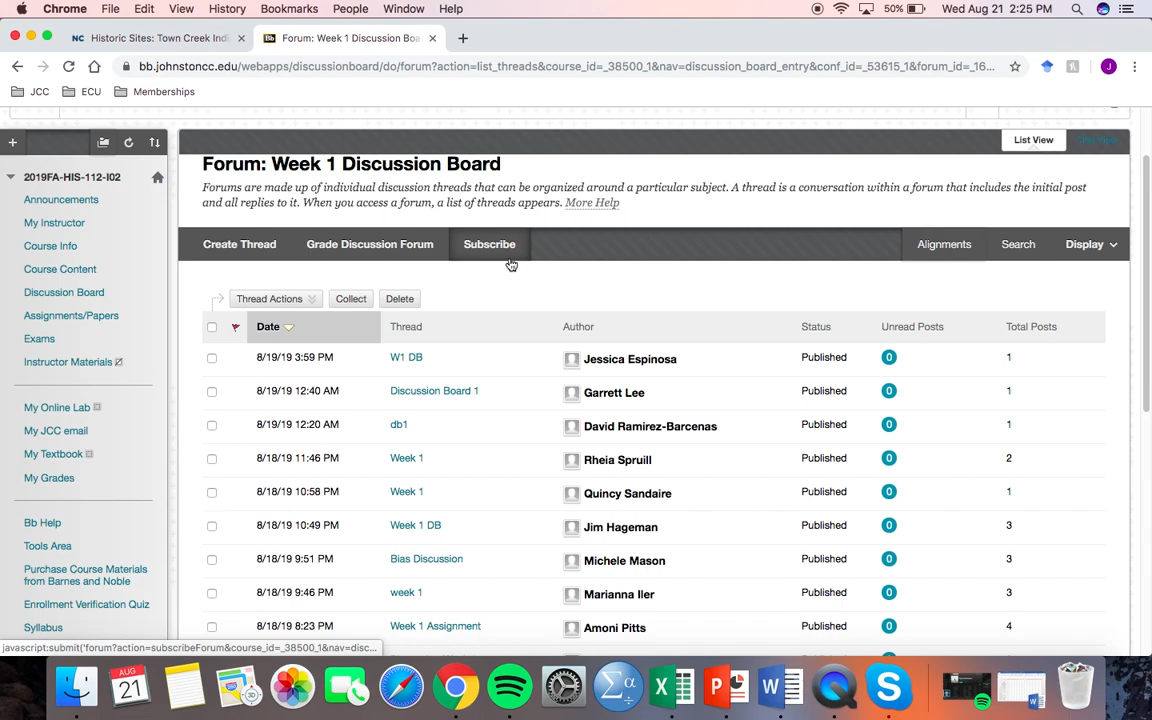 Chrome File Edit View History Bookmarks People Window Help 50% Wed Aug 21 2:25 PM
NC Historic Sites: Town Creek Indi × Bb Forum: Week 1 Discussion Boa × +
bb.johnstoncc.edu/webapps/discussionboard/do/forum?action=list_threads&course_id=_38500_1&nav=discussion_board_entry&conf_id=_53615_1&forum_id=_16... J
JCC ECU Memberships
List View
2019FA-HIS-112-I02
Announcements
My Instructor
Course Info
Course Content
Discussion Board
Assignments/Papers
Exams
Instructor Materials
My Online Lab
My JCC email
My Textbook
My Grades
Bb Help
Tools Area
Purchase Course Materials
from Barnes and Noble
Enrollment Verification Quiz
Syllabus
Forum: Week 1 Discussion Board
Forums are made up of individual discussion threads that can be organized around a particular subject. A thread is a conversation within a forum that includes the initial post
and all replies to it. When you access a forum, a list of threads appears. More Help
Create Thread Grade Discussion Forum Subscribe Alignments Search Display
Thread Actions Collect Delete
Date Thread Author Status Unread Posts Total Posts
8/19/19 3:59 PM W1 DB Jessica Espinosa Published 0 1
8/19/19 12:40 AM Discussion Board 1 Garrett Lee Published 0 1
8/19/19 12:20 AM db1 David Ramirez-Barcenas Published 0 1
8/18/19 11:46 PM Week 1 Rheia Spruill Published 0 2
8/18/19 10:58 PM Week 1 Quincy Sandaire Published 0 1
8/18/19 10:49 PM Week 1 DB Jim Hageman Published 0 3
8/18/19 9:51 PM Bias Discussion Michele Mason Published 0 3
8/18/19 9:46 PM week 1 Marianna Iler Published 0 3
8/18/19 8:23 PM Week 1 Assignment Amoni Pitts Published 0 4
javascript:submit('forum?action=subscribeForum&course_id=_38500_1&nav=disc...
AUG
21